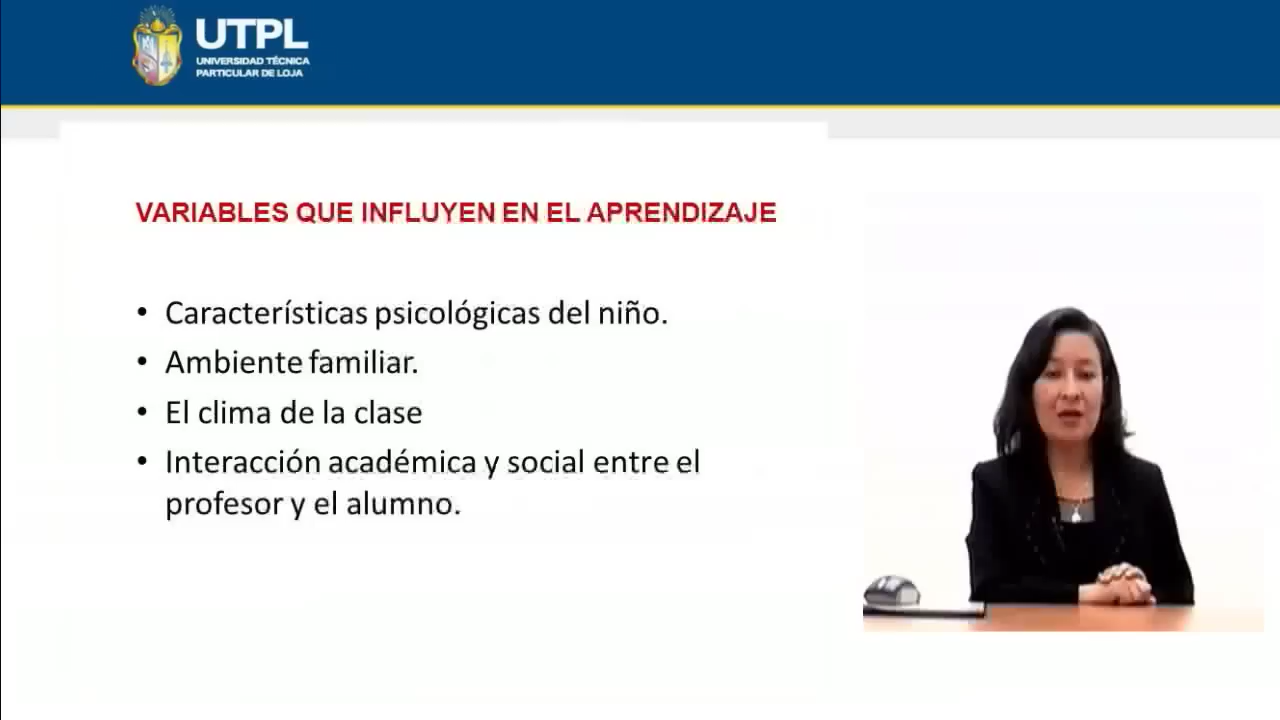 UTPL
UNIVERSIDAD TÉCNICA
PARTICULAR DE LOJA
VARIABLES QUE INFLUYEN EN EL APRENDIZAJE
• Características psicológicas del niño.
• Ambiente familiar.
• El clima de la clase
• Interacción académica y social entre el
profesor y el alumno.